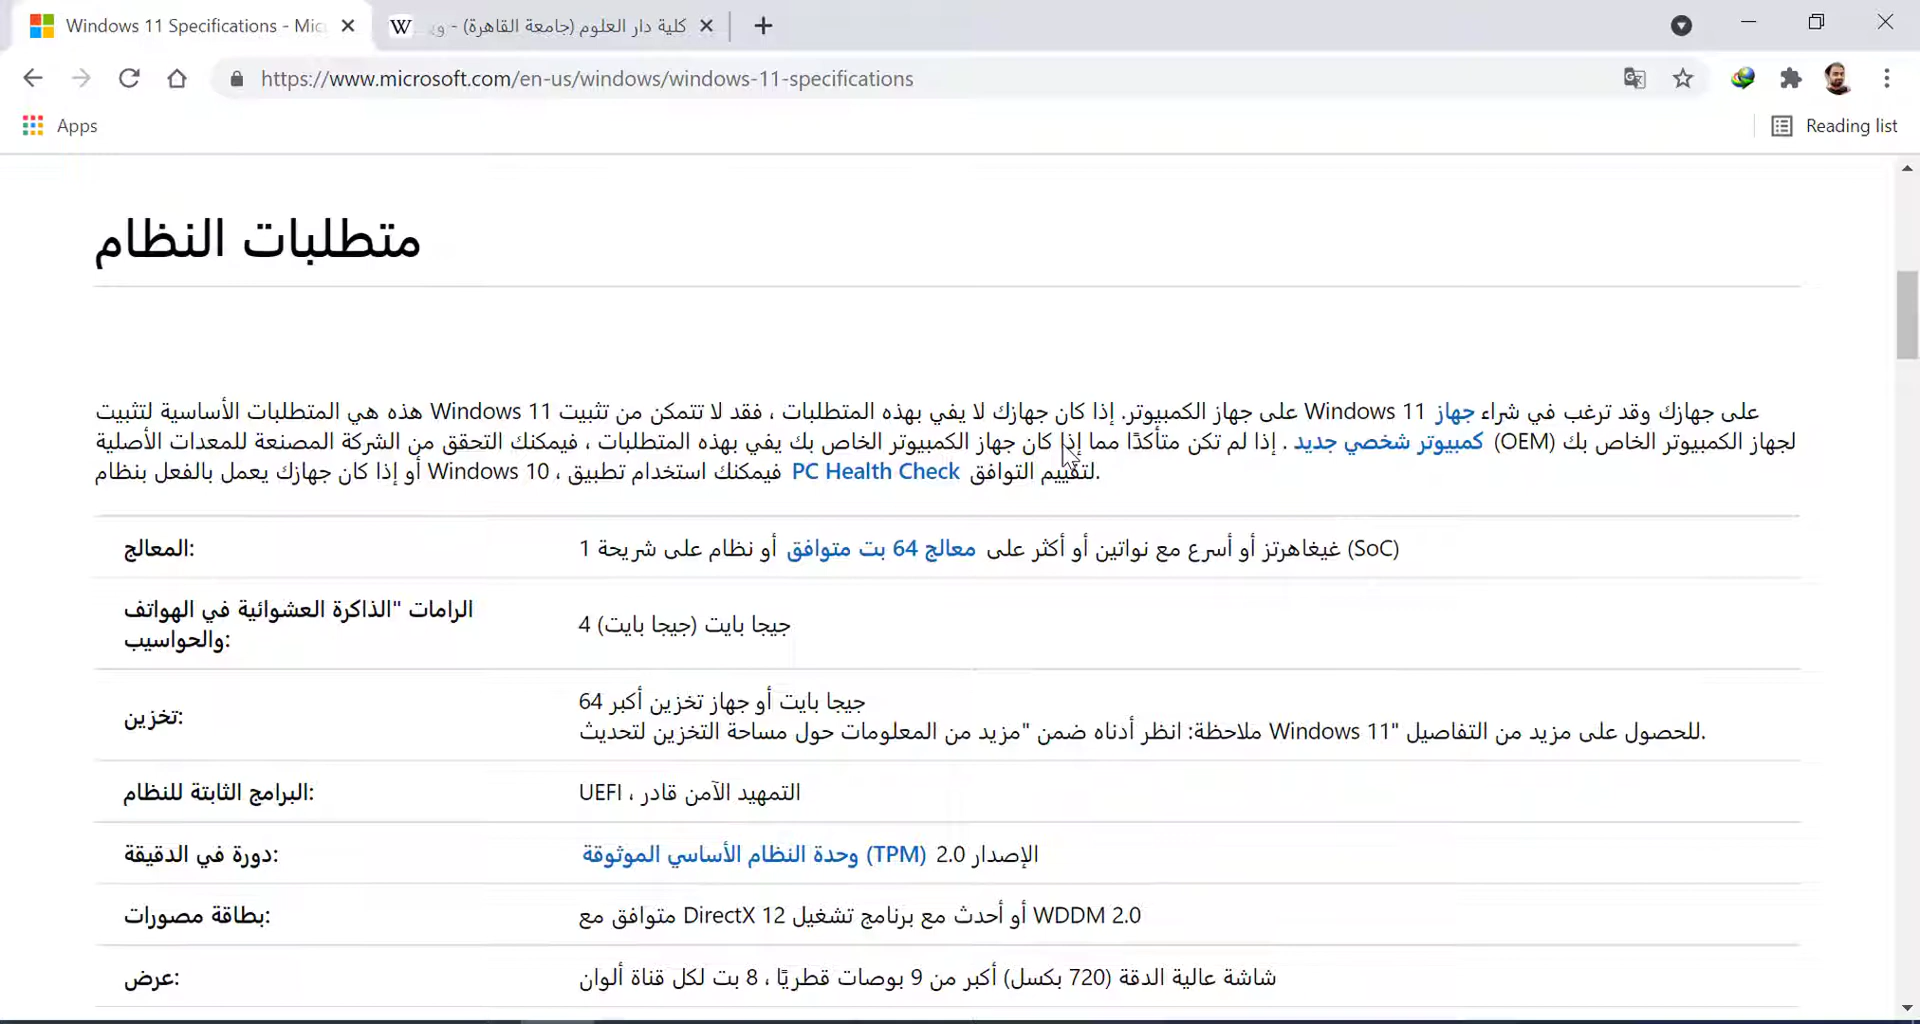 Windows 11 Specifications - Mic
كلية دار العلوم (جامعة القاهرة) - و
https://www.microsoft.com/en-us/windows/windows-11-specifications
Apps
Reading list
متطلبات النظام
هذه هي المتطلبات الأساسية لتثبيت Windows 11 على جهاز الكمبيوتر. إذا كان جهازك لا يفي بهذه المتطلبات ، فقد لا تتمكن من تثبيت Windows 11 على جهازك وقد ترغب في شراء جهاز
كمبيوتر شخصي جديد . إذا لم تكن متأكدًا مما إذا كان جهاز الكمبيوتر الخاص بك يفي بهذه المتطلبات ، فيمكنك التحقق من الشركة المصنعة للمعدات الأصلية (OEM) لجهاز الكمبيوتر الخاص بك
أو إذا كان جهازك يعمل بالفعل بنظام Windows 10 ، فيمكنك استخدام تطبيق PC Health Check لتقييم التوافق.
المعالج:
1 غيغاهرتز أو أسرع مع نواتين أو أكثر على معالج 64 بت متوافق أو نظام على شريحة (SoC)
الرامات "الذاكرة العشوائية في الهواتف
والحواسيب:
4 جيجا بايت (جيجا بايت)
تخزين:
64 جيجا بايت أو جهاز تخزين أكبر
ملاحظة: انظر أدناه ضمن "مزيد من المعلومات حول مساحة التخزين لتحديث Windows 11" للحصول على مزيد من التفاصيل.
البرامج الثابتة للنظام:
UEFI ، التمهيد الآمن قادر
دورة في الدقيقة:
وحدة النظام الأساسي الموثوقة (TPM) الإصدار 2.0
بطاقة مصورات:
متوافق مع DirectX 12 أو أحدث مع برنامج تشغيل WDDM 2.0
عرض:
شاشة عالية الدقة (720 بكسل) أكبر من 9 بوصات قطريًا ، 8 بت لكل قناة ألوان